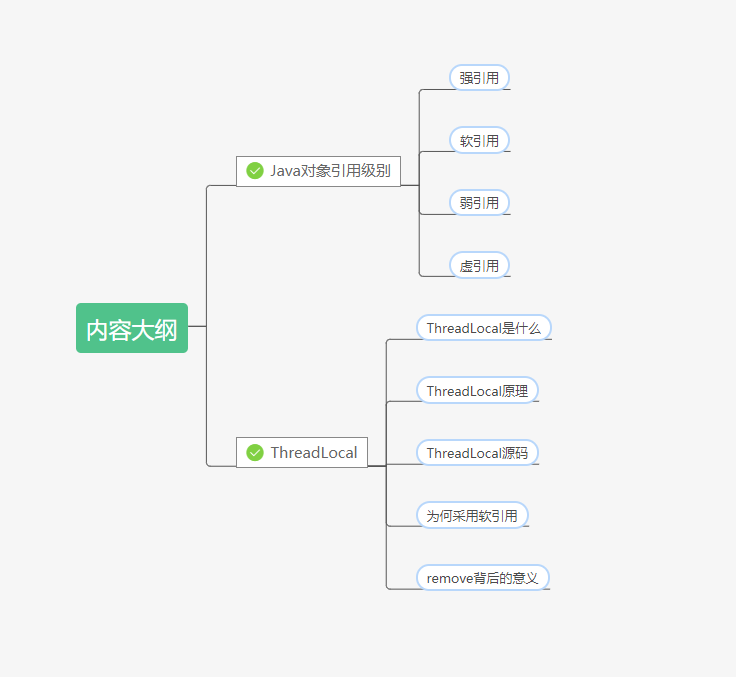 内容大纲
Java对象引用级别
强引用
软引用
弱引用
虚引用
ThreadLocal
ThreadLocal是什么
ThreadLocal原理
ThreadLocal源码
为何采用软引用
remove背后的意义